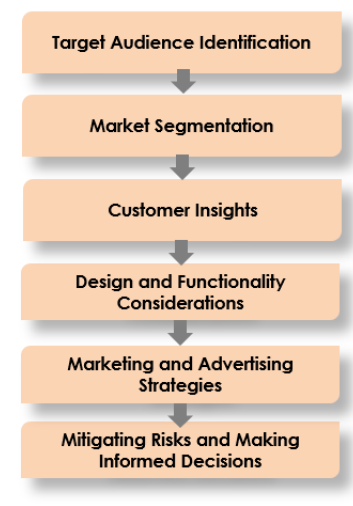 Target Audience Identification
Market Segmentation
Customer Insights
Design and Functionality
Considerations
Marketing and Advertising
Strategies
Mitigating Risks and Making
Informed Decisions